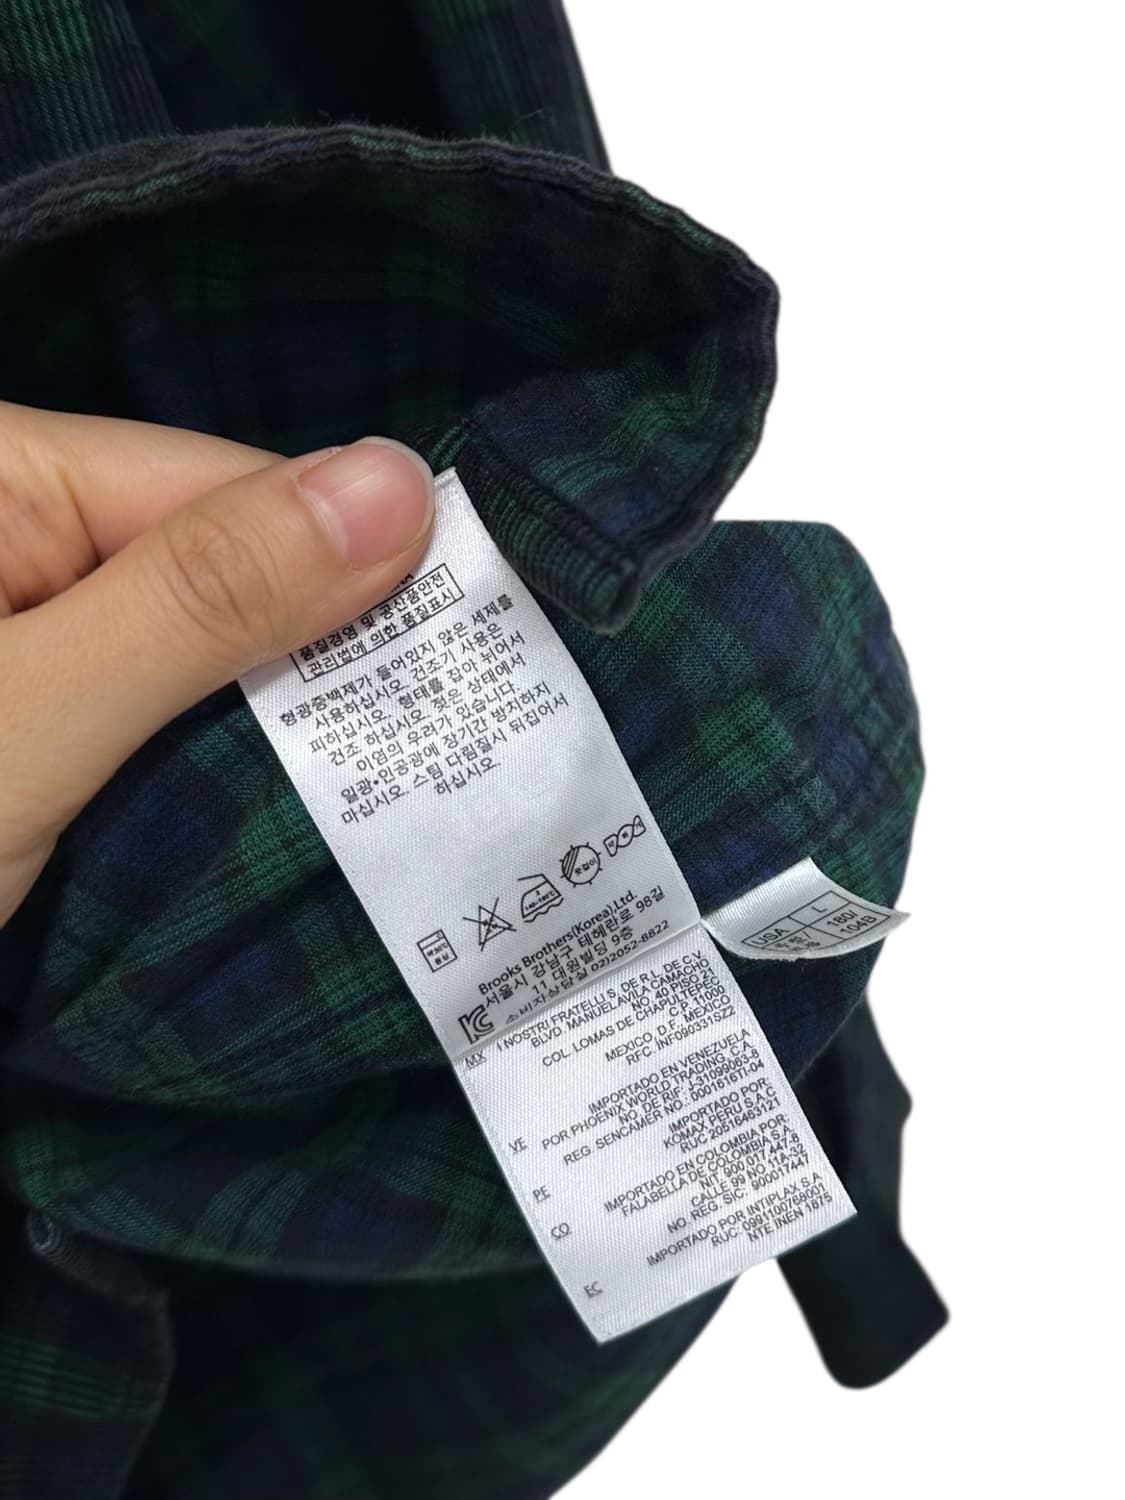 품질경영 및 공산품안전
관리법에 의한 품질표시
형광증백제가 들어있지 않은 세제를
사용하십시오. 건조기 사용은
피하십시오. 형태를 잡아 뉘어서
건조 하십시오. 젖은 상태에서
이염의 우려가 있습니다.
일광•인공광에 장기간 방치하지
마십시오. 스팀 다림질시 뒤집어서
하십시오.
Brooks Brothers(Korea),Ltd.
서울시 강남구 테헤란로 98길
11 대원빌딩 9층
소비자상담실 02)2052-8822
MX INOSTRI FRATELLI S. DE R.L. DE C.V.
BLVD. MANUEL AVILA CAMACHO
NO. 40 PISO 21
COL. LOMAS DE CHAPULTEPEC
C.P. 11000
MEXICO, D.F. MEXICO
RFC. INF090331SZ2
IMPORTADO EN VENEZUELA
POR PHOENIX WORLD TRADING, C.A.
NO. DE RIF: J-31099063-8
VE REG. SENCAMER NO.: 0001616TI-04
IMPORTADO POR:
KOMAX PERU S.A.C
PE RUC 20516463121
IMPORTADO EN COLOMBIA POR:
FALABELLA DE COLOMBIA S.A.
NIT. 900.017.447-8
CALLE 99 NO. 11A-32
CO NO. REG. SIC: 900017447
IMPORTADO POR INTIPLAX S.A
RUC: 0991007668001
EC NTE INEN 1875
USA L 180/
104B